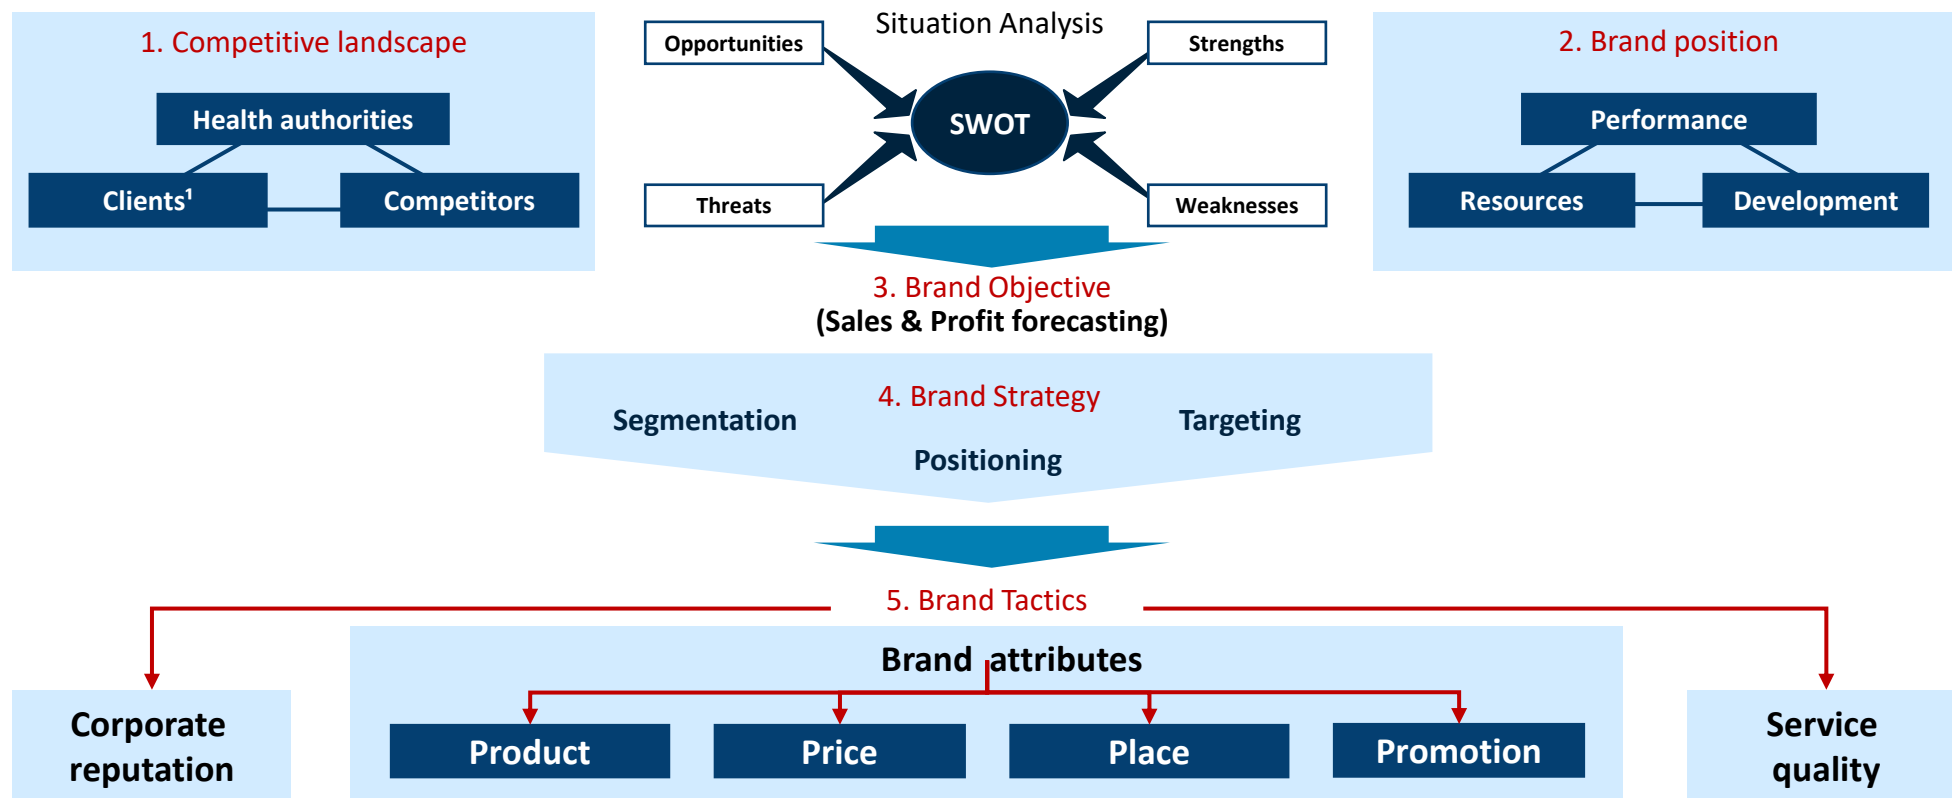 Situation Analysis
1. Competitive landscape
Health authorities
Clients¹
Competitors
Opportunities
Strengths
SWOT
Threats
Weaknesses
2. Brand position
Performance
Resources
Development
3. Brand Objective
(Sales & Profit forecasting)
4. Brand Strategy
Segmentation
Targeting
Positioning
5. Brand Tactics
Brand attributes
Corporate
reputation
Product
Price
Place
Promotion
Service
quality